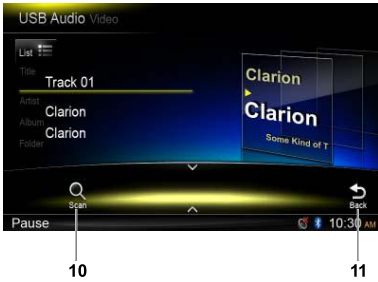 USB Audio Video
List
Title
Track 01
Artist
Clarion
Album
Clarion
Folder
Clarion
Clarion
Some Kind of T
Scan
Back
Pause
10:30 AM
10
11